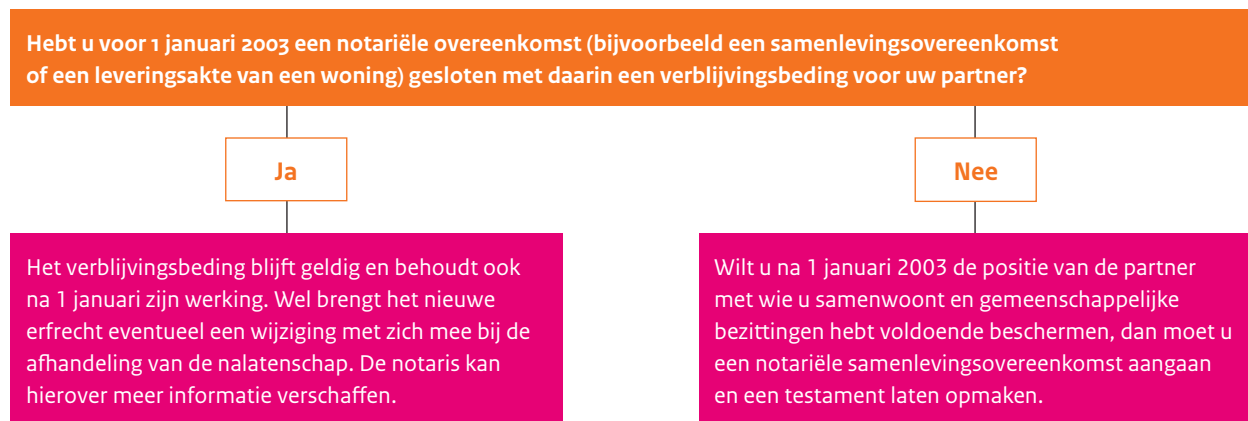 Hebt u voor 1 januari 2003 een notariële overeenkomst (bijvoorbeeld een samenlevingsovereenkomst
of een leveringsakte van een woning) gesloten met daarin een verblijvingsbeding voor uw partner?
Ja
Het verblijvingsbeding blijft geldig en behoudt ook
na 1 januari zijn werking. Wel brengt het nieuwe
erfrecht eventueel een wijziging met zich mee bij de
afhandeling van de nalatenschap. De notaris kan
hierover meer informatie verschaffen.
Nee
Wilt u na 1 januari 2003 de positie van de partner
met wie u samenwoont en gemeenschappelijke
bezittingen hebt voldoende beschermen, dan moet u
een notariële samenlevingsovereenkomst aangaan
en een testament laten opmaken.